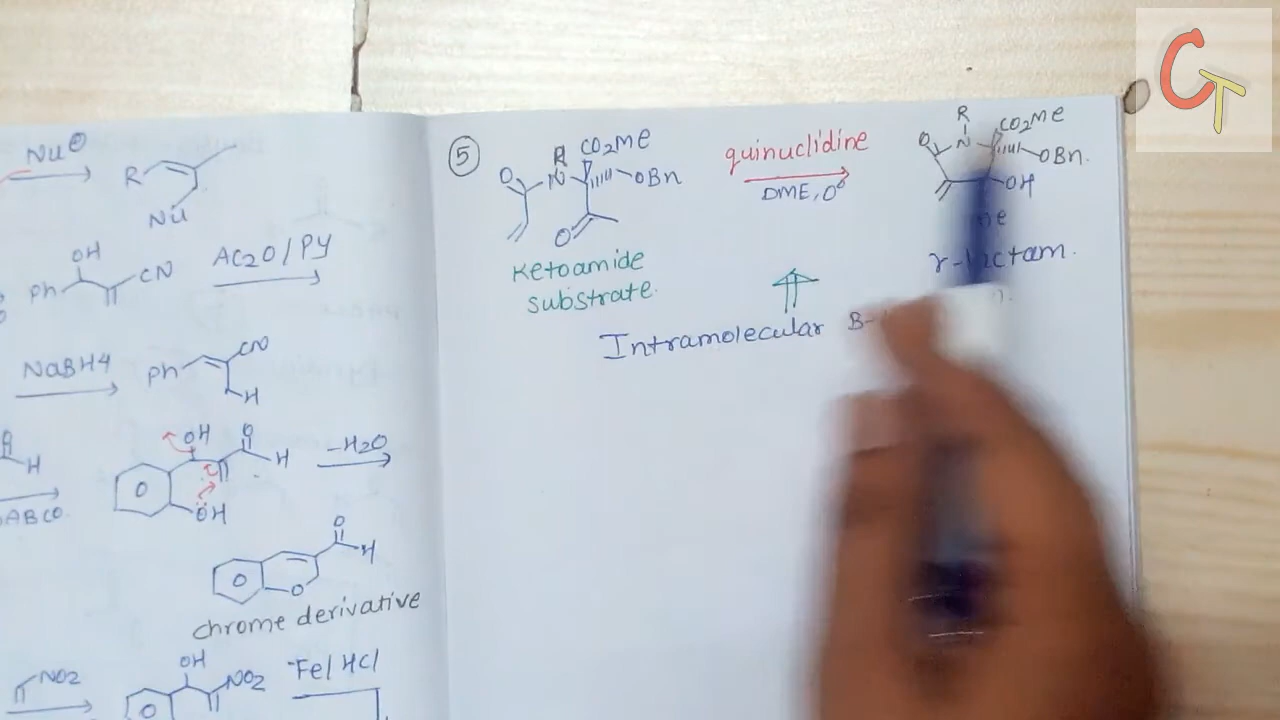 CT
Nu⊖
R
Nu
OH
Ph
CN
Ac2O / PY
NaBH4
Ph
CN
H
H
ABCO
OH
O
H
O
OH
-H2O
O
H
O
O
chrome derivative
NO2
OH
NO2
O
Fe/HCl
⑤
O
R
N
CO2Me
OBn
O
Ketoamide
substrate.
quinuclidine
DME, 0°
R
O
N
CO2Me
OBn.
OH
Intramolecular